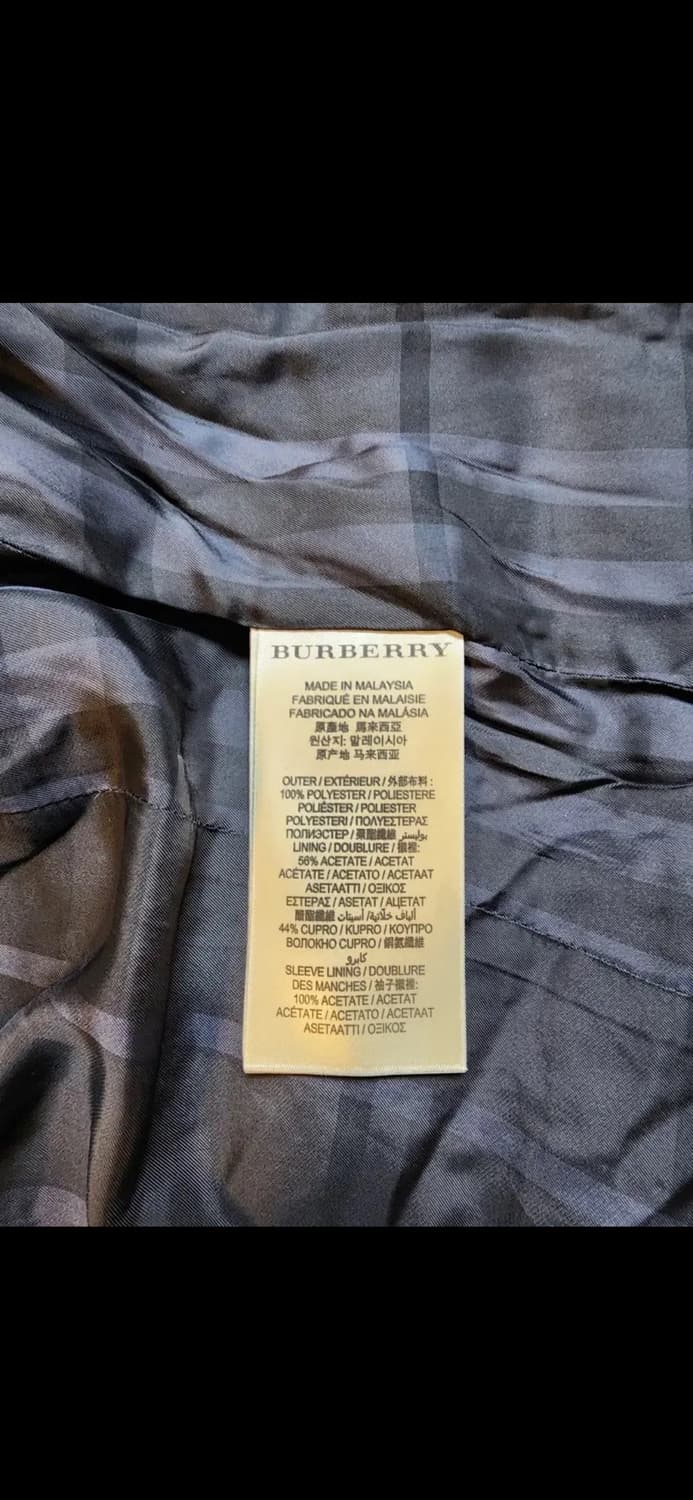 BURBERRY
MADE IN MALAYSIA
FABRIQUÉ EN MALAISIE
FABRICADO NA MALÁSIA
原產地 馬來西亞
원산지: 말레이시아
原产地 马来西亚
OUTER / EXTÉRIEUR / 外部布料 :
100% POLYESTER / POLIESTERE
POLIÉSTER / POLIESTER
POLYESTERI / ΠΟΛΥΕΣΤΕΡΑΣ
ПОЛИЭСТЕР / 聚酯纖維 بوليستر
LINING / DOUBLURE / 襯裡:
56% ACETATE / ACETAT
ACÉTATE / ACETATO / ACETAAT
ASETAATTI / ΟΞΙΚΟΣ
ΕΣΤΕΡΑΣ / ASETAT / АЦЕТАТ
醋酯纖維 ألياف خلاتية/ أسيتات
44% CUPRO / KUPRO / ΚΟΥΠΡΟ
ВОЛОКНО CUPRO / 銅氨纖維
كابرو
SLEEVE LINING / DOUBLURE
DES MANCHES / 袖子襯裡:
100% ACETATE / ACETAT
ACÉTATE / ACETATO / ACETAAT
ASETAATTI / ΟΞΙΚΟΣ